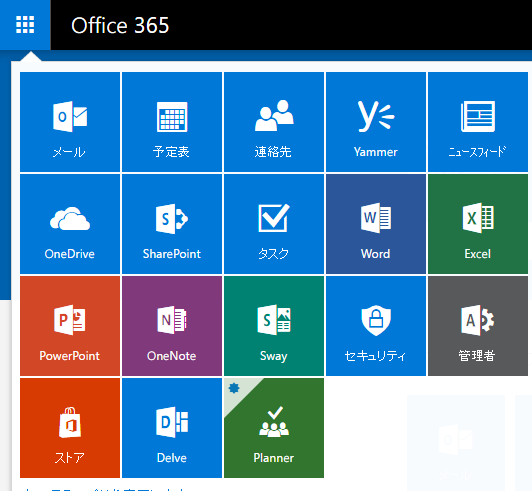 Office 365
メール
予定表
連絡先
Yammer
ニュースフィード
OneDrive
SharePoint
タスク
Word
Excel
PowerPoint
OneNote
Sway
セキュリティ
管理者
ストア
Delve
Planner